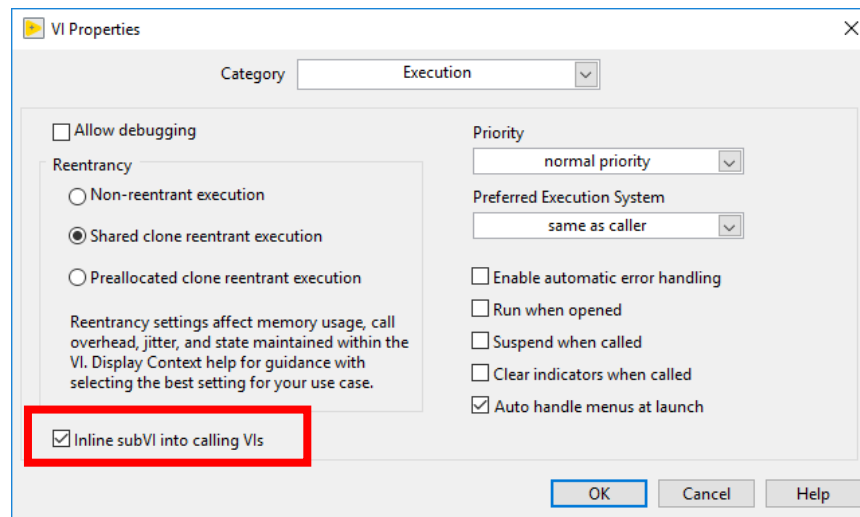 VI Properties
Category
Execution
Allow debugging
Reentrancy
Non-reentrant execution
Shared clone reentrant execution
Preallocated clone reentrant execution
Reentrancy settings affect memory usage, call
overhead, jitter, and state maintained within the
VI. Display Context help for guidance with
selecting the best setting for your use case.
Inline subVI into calling VIs
Priority
normal priority
Preferred Execution System
same as caller
Enable automatic error handling
Run when opened
Suspend when called
Clear indicators when called
Auto handle menus at launch
OK
Cancel
Help